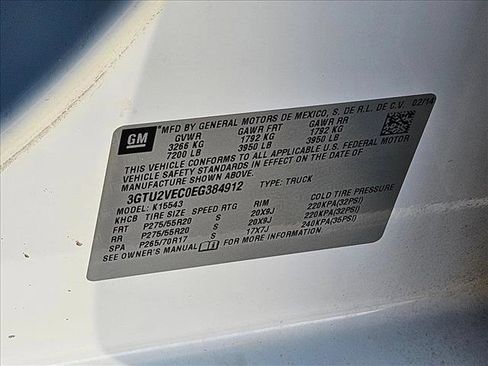 GM
*MFD BY GENERAL MOTORS DE MEXICO, S. DE R.L. DE C.V. 02/14
GVWR GAWR FRT GAWR RR
3266 KG 1792 KG 1792 KG
7200 LB 3950 LB 3950 LB
THIS VEHICLE CONFORMS TO ALL APPLICABLE U.S. FEDERAL MOTOR
VEHICLE SAFETY STANDARDS IN EFFECT ON THE DATE OF
MANUFACTURE SHOWN ABOVE.
3GTU2VEC0EG384912 TYPE: TRUCK
MODEL: K15543
KHCB TIRE SIZE SPEED RTG RIM COLD TIRE PRESSURE
FRT P275/55R20 S 20X9J 220KPA(32PSI)
RR P275/55R20 S 20X9J 220KPA(32PSI)
SPA P265/70R17 S 17X7J 240KPA(35PSI)
SEE OWNER'S MANUAL FOR MORE INFORMATION.